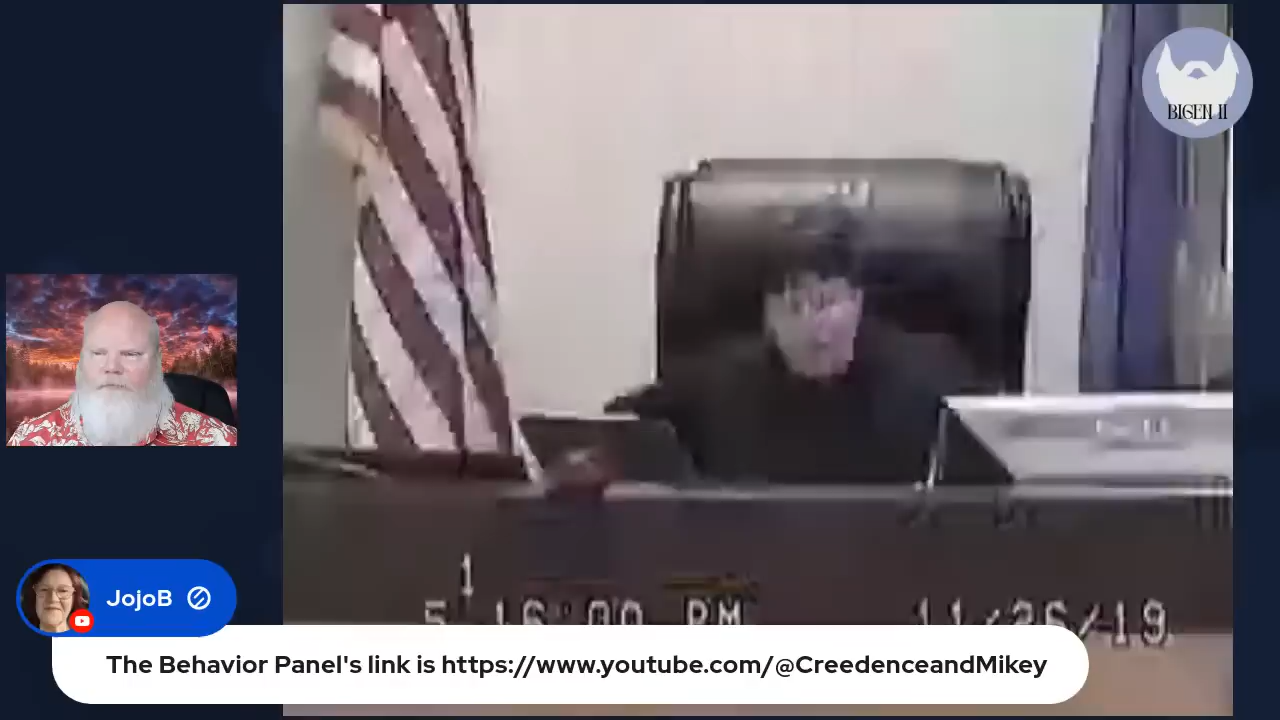 BIGEN II
1
5 16:00 PM
11/26/19
JojoB
The Behavior Panel's link is https://www.youtube.com/@CreedenceandMikey